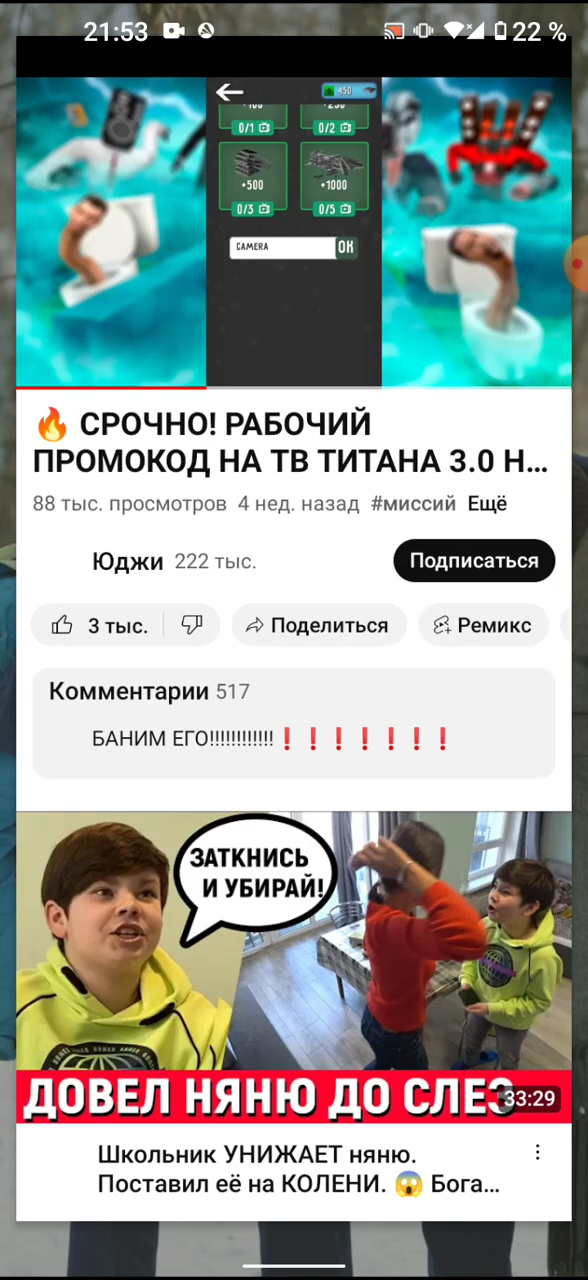 21:53
22 %
450
+100
+250
0/1
0/2
+500
+1000
0/3
0/5
CAMERA
OK
🔥 СРОЧНО! РАБОЧИЙ
ПРОМОКОД НА ТВ ТИТАНА 3.0 Н...
88 тыс. просмотров 4 нед. назад #миссий Ещё
Юджи 222 тыс.
Подписаться
3 тыс.
Поделиться
Ремикс
Комментарии 517
БАНИМ ЕГО!!!!!!!!!!!!❗❗❗❗❗❗❗
ЗАТКНИСЬ
И УБИРАЙ!
ДОВЕЛ НЯНЮ ДО СЛЕЗ
33:29
Школьник УНИЖАЕТ няню.
Поставил её на КОЛЕНИ. 😱 Бога...